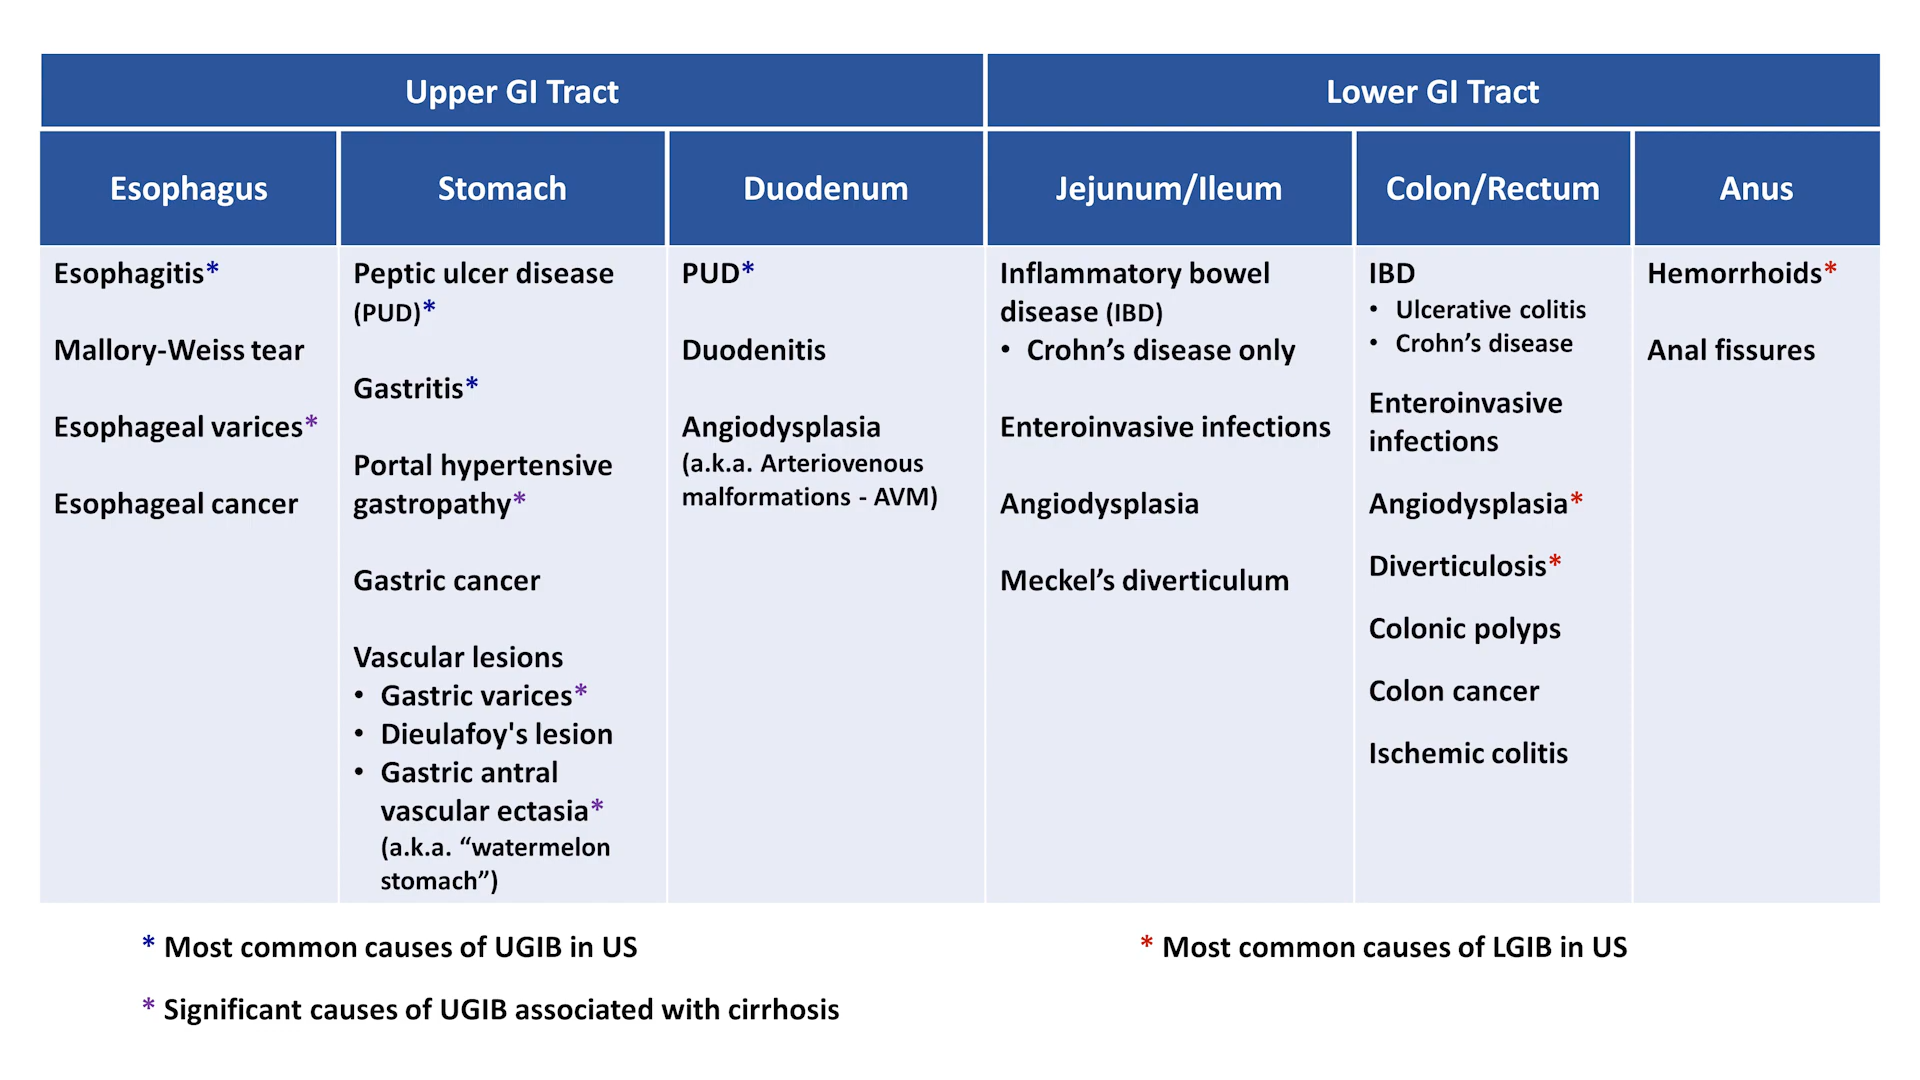 Upper GI Tract
Lower GI Tract
Esophagus
Stomach
Duodenum
Jejunum/Ileum
Colon/Rectum
Anus
Esophagitis*
Mallory-Weiss tear
Esophageal varices*
Esophageal cancer
Peptic ulcer disease
(PUD)*
Gastritis*
Portal hypertensive
gastropathy*
Gastric cancer
Vascular lesions
• Gastric varices*
• Dieulafoy's lesion
• Gastric antral
vascular ectasia*
(a.k.a. “watermelon
stomach”)
PUD*
Duodenitis
Angiodysplasia
(a.k.a. Arteriovenous
malformations - AVM)
Inflammatory bowel
disease (IBD)
• Crohn’s disease only
Enteroinvasive infections
Angiodysplasia
Meckel’s diverticulum
IBD
• Ulcerative colitis
• Crohn’s disease
Enteroinvasive
infections
Angiodysplasia*
Diverticulosis*
Colonic polyps
Colon cancer
Ischemic colitis
Hemorrhoids*
Anal fissures
* Most common causes of UGIB in US
* Most common causes of LGIB in US
* Significant causes of UGIB associated with cirrhosis